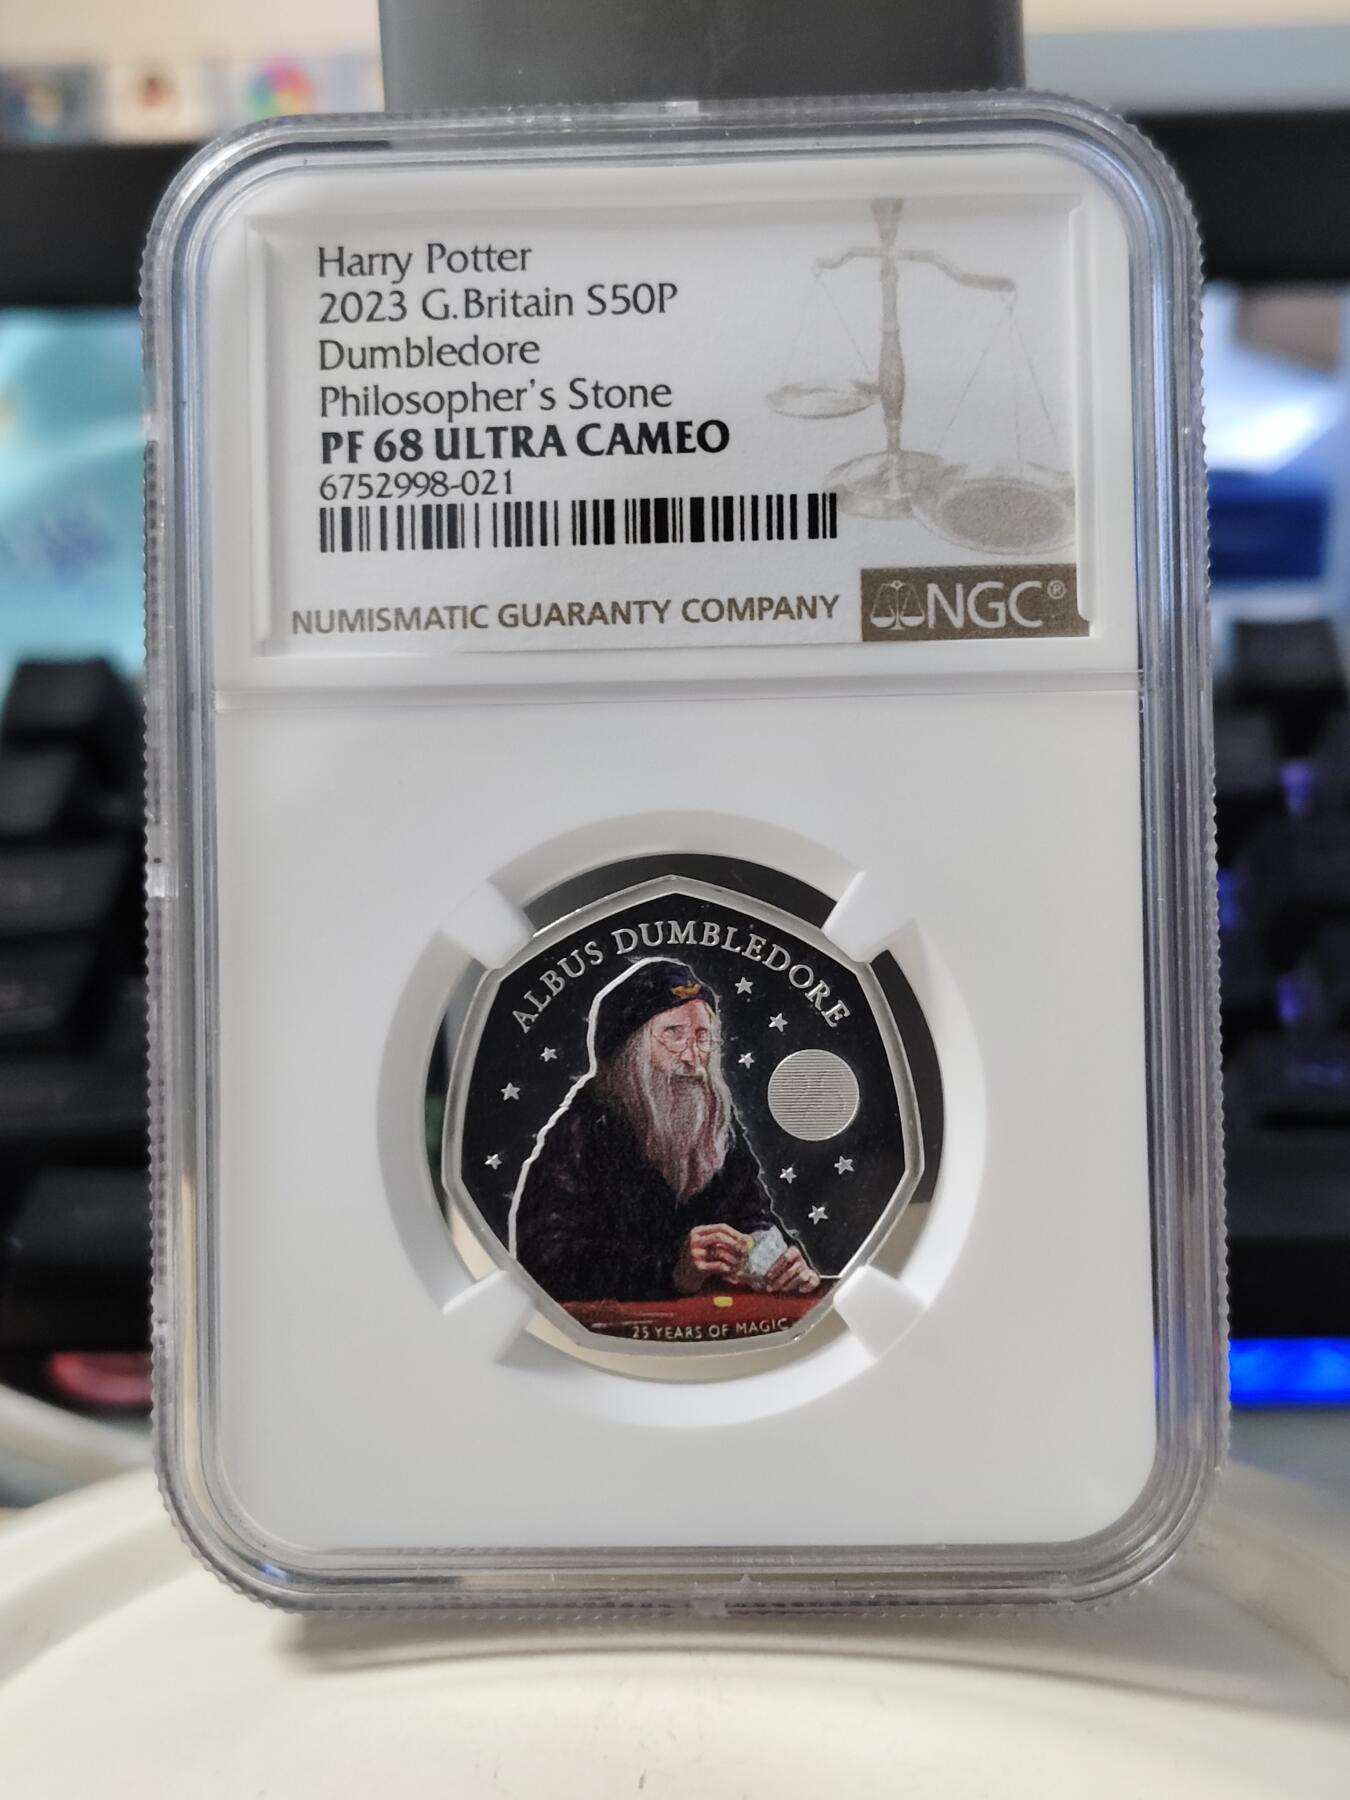 Harry Potter
2023 G.Britain S50P
Dumbledore
Philosopher's Stone
PF 68 ULTRA CAMEO
6752998-021
NUMISMATIC GUARANTY COMPANY
NGC®
ALBUS DUMBLEDORE
25 YEARS OF MAGIC